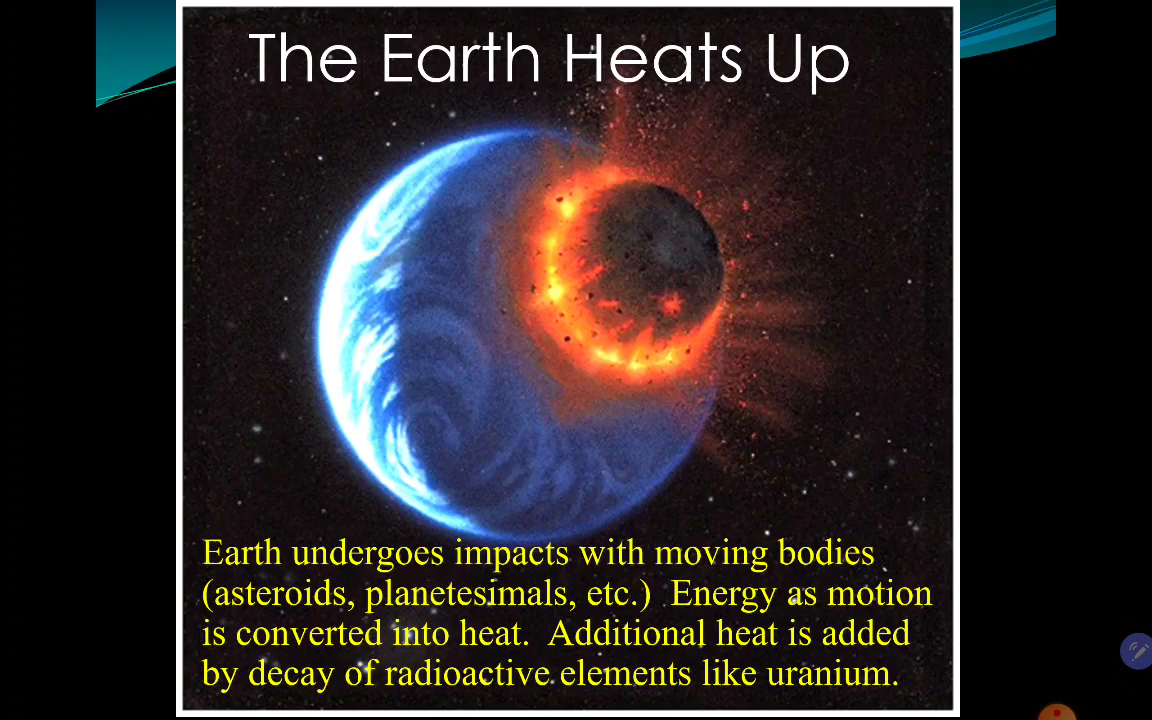 The Earth Heats Up
Earth undergoes impacts with moving bodies
(asteroids, planetesimals, etc.)  Energy as motion
is converted into heat.  Additional heat is added
by decay of radioactive elements like uranium.